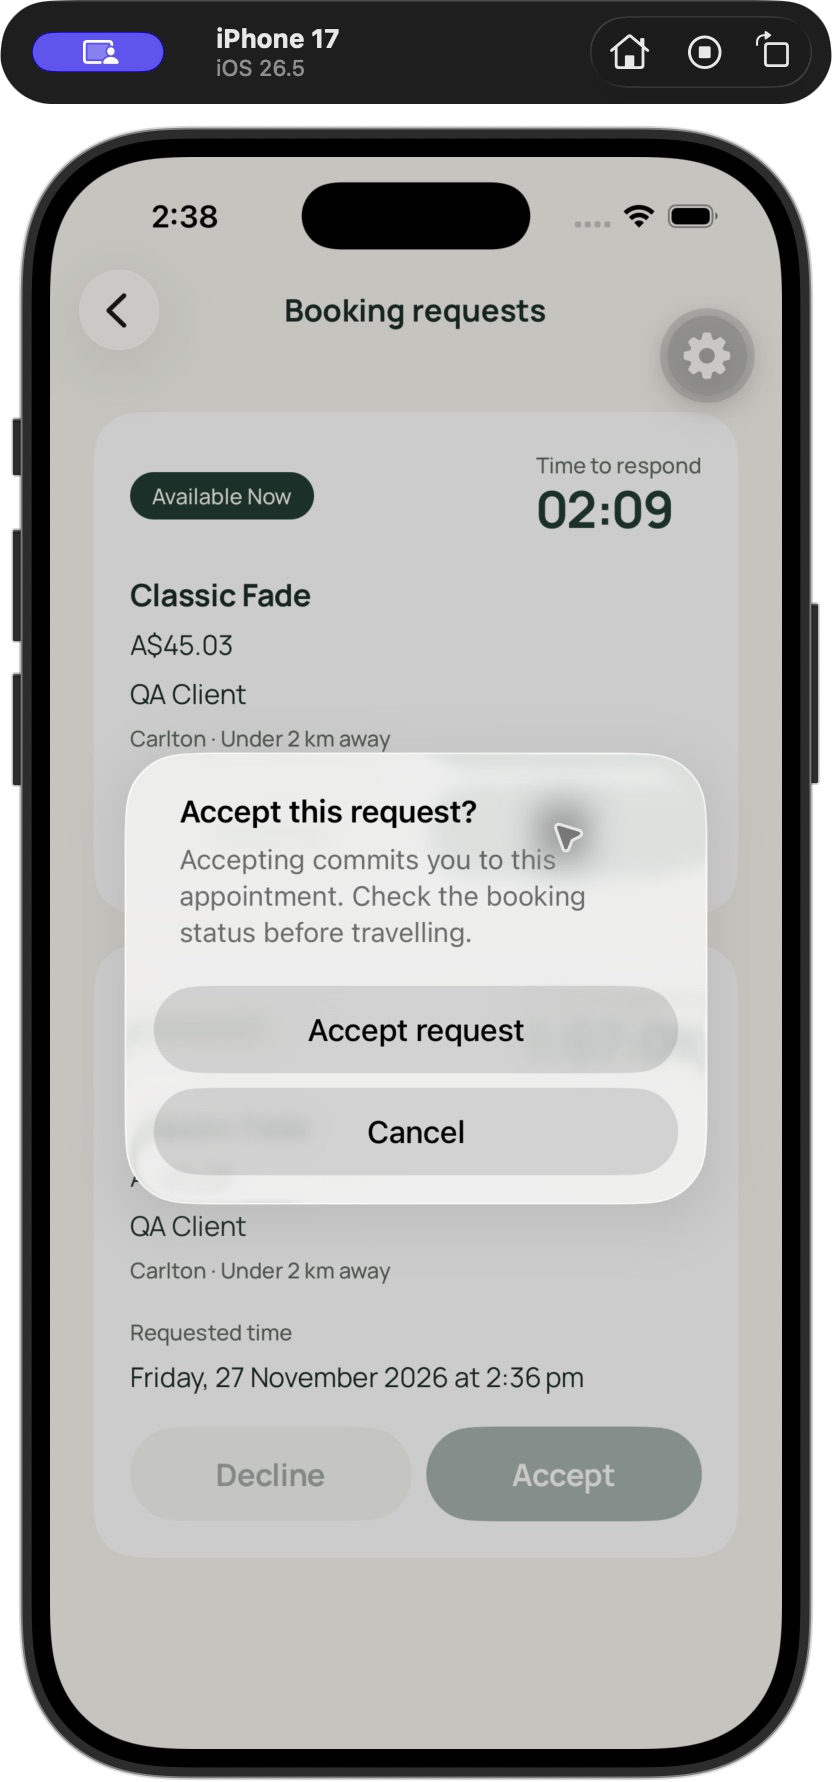 iPhone 17
iOS 26.5
2:38
Booking requests
Available Now
Time to respond
02:09
Classic Fade
A$45.03
QA Client
Carlton · Under 2 km away
Accept this request?
Accepting commits you to this
appointment. Check the booking
status before travelling.
Accept request
Cancel
QA Client
Carlton · Under 2 km away
Requested time
Friday, 27 November 2026 at 2:36 pm
Decline
Accept